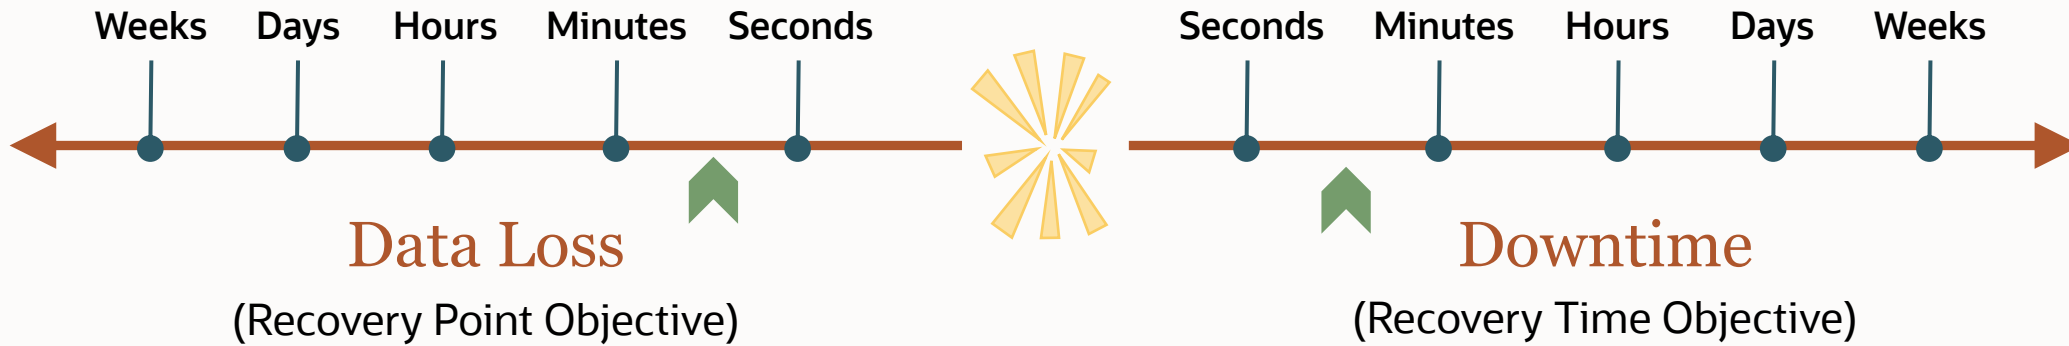 Weeks Days Hours Minutes Seconds
Seconds Minutes Hours Days Weeks
Data Loss
(Recovery Point Objective)
Downtime
(Recovery Time Objective)